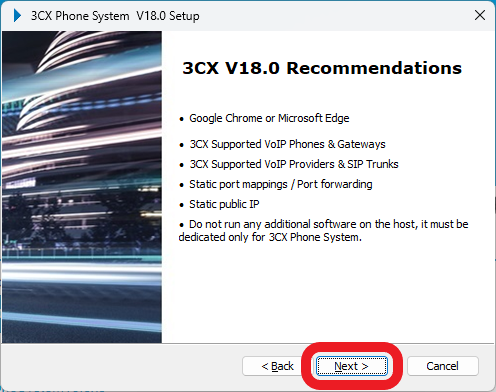 3CX Phone System V18.0 Setup
3CX V18.0 Recommendations
• Google Chrome or Microsoft Edge
• 3CX Supported VoIP Phones & Gateways
• 3CX Supported VoIP Providers & SIP Trunks
• Static port mappings / Port forwarding
• Static public IP
• Do not run any additional software on the host, it must be
dedicated only for 3CX Phone System.
< Back
Next >
Cancel